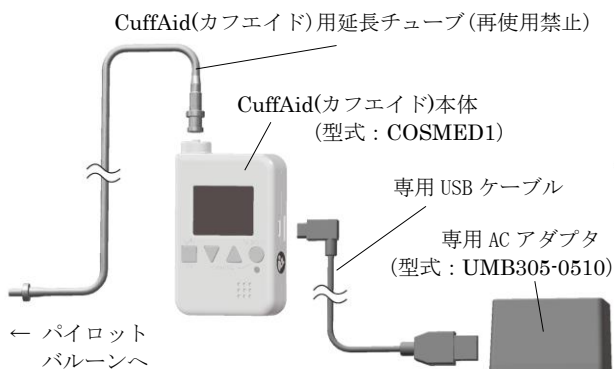 CuffAid(カフエイド)用延長チューブ(再使用禁止)
CuffAid(カフエイド)本体
(型式：COSMED1)
専用 USB ケーブル
専用 AC アダプタ
(型式：UMB305-0510)
← パイロット
バルーンへ